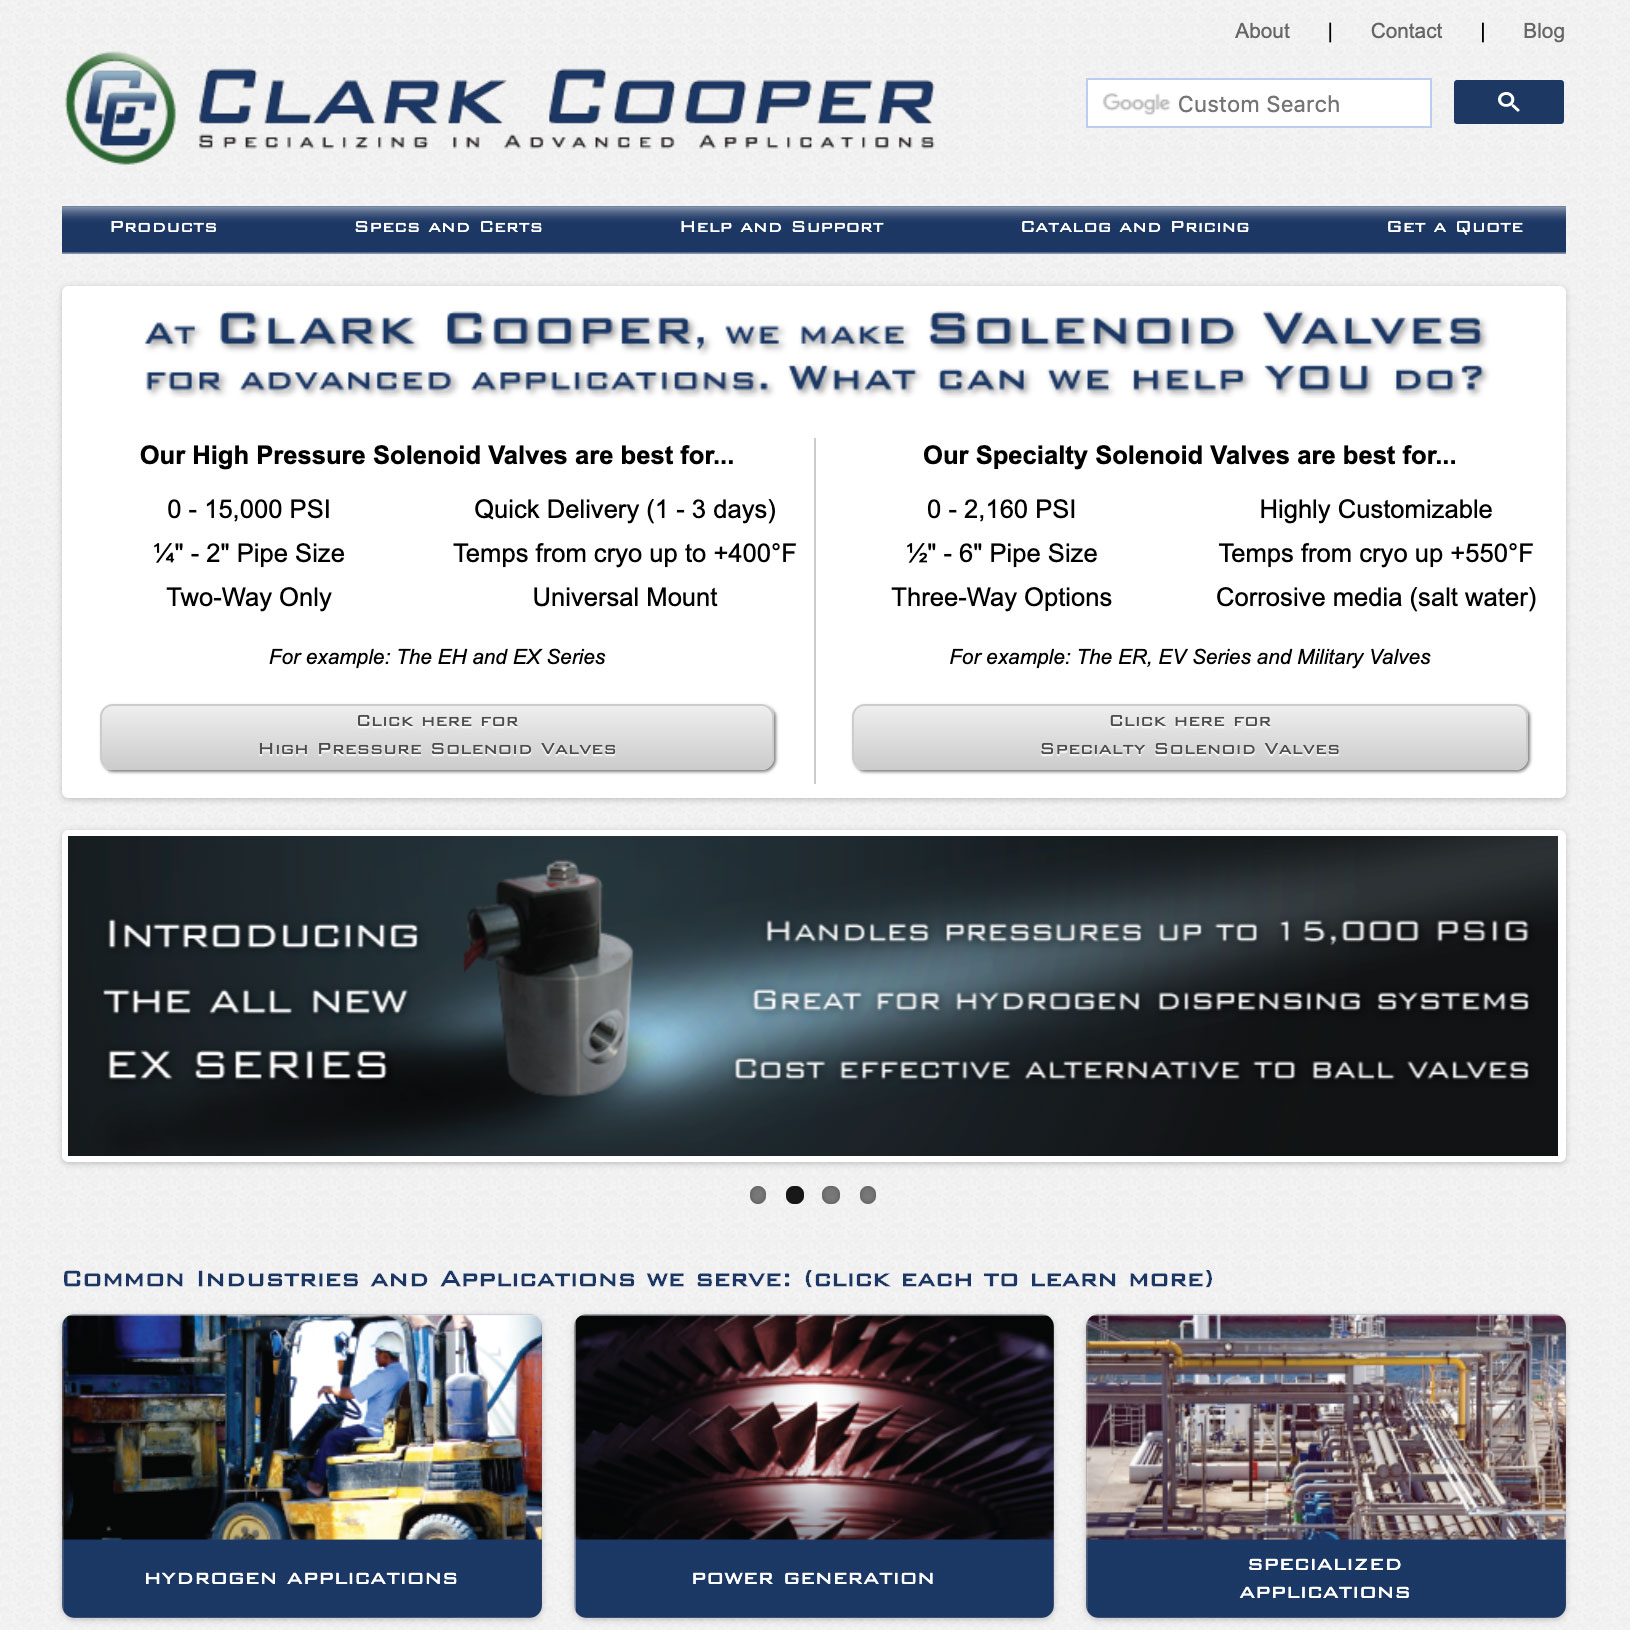 About | Contact | Blog
CC
CLARK COOPER
SPECIALIZING IN ADVANCED APPLICATIONS
Google Custom Search
PRODUCTS SPECS AND CERTS HELP AND SUPPORT CATALOG AND PRICING GET A QUOTE
AT CLARK COOPER, WE MAKE SOLENOID VALVES
FOR ADVANCED APPLICATIONS. WHAT CAN WE HELP YOU DO?
Our High Pressure Solenoid Valves are best for...
0 - 15,000 PSI Quick Delivery (1 - 3 days)
¼" - 2" Pipe Size Temps from cryo up to +400°F
Two-Way Only Universal Mount
For example: The EH and EX Series
CLICK HERE FOR
HIGH PRESSURE SOLENOID VALVES
Our Specialty Solenoid Valves are best for...
0 - 2,160 PSI Highly Customizable
½" - 6" Pipe Size Temps from cryo up +550°F
Three-Way Options Corrosive media (salt water)
For example: The ER, EV Series and Military Valves
CLICK HERE FOR
SPECIALTY SOLENOID VALVES
INTRODUCING
THE ALL NEW
EX SERIES
HANDLES PRESSURES UP TO 15,000 PSIG
GREAT FOR HYDROGEN DISPENSING SYSTEMS
COST EFFECTIVE ALTERNATIVE TO BALL VALVES
COMMON INDUSTRIES AND APPLICATIONS WE SERVE: (CLICK EACH TO LEARN MORE)
HYDROGEN APPLICATIONS
POWER GENERATION
SPECIALIZED
APPLICATIONS